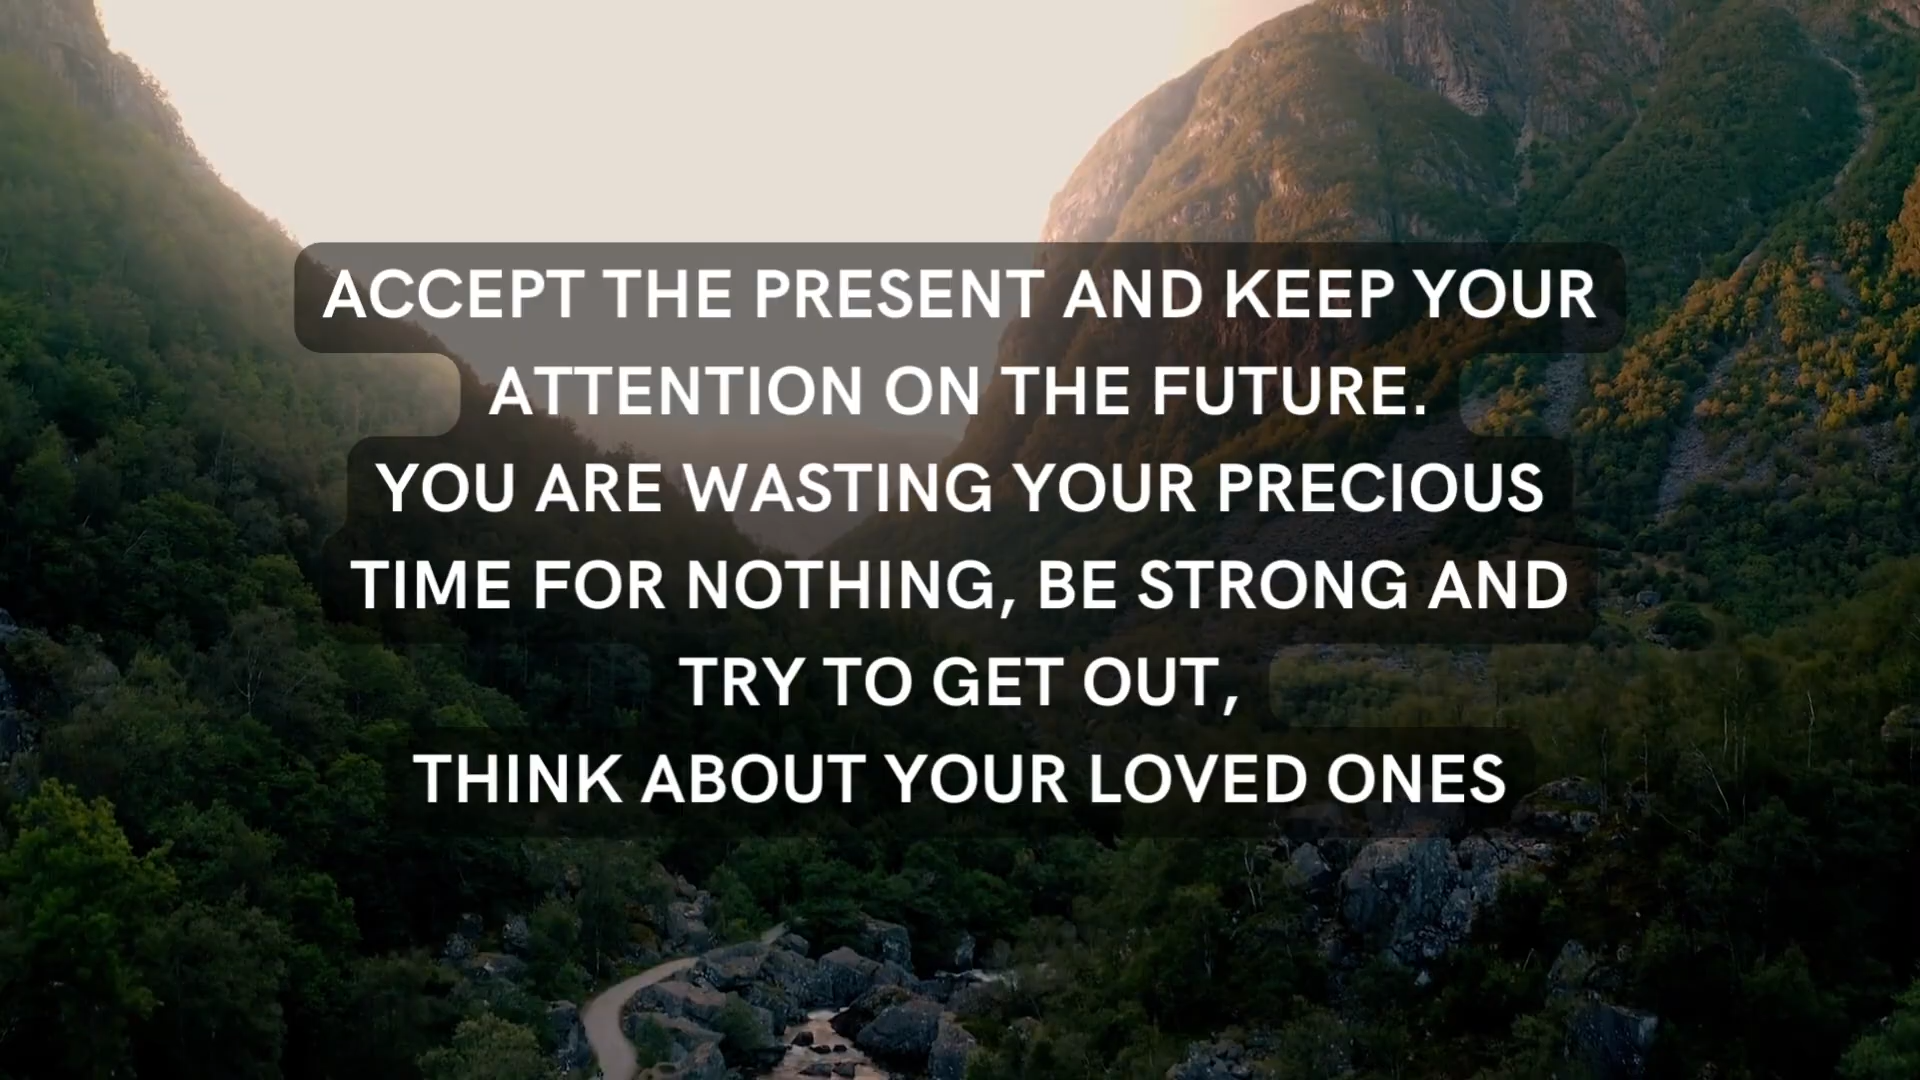 ACCEPT THE PRESENT AND KEEP YOUR
ATTENTION ON THE FUTURE.
YOU ARE WASTING YOUR PRECIOUS
TIME FOR NOTHING, BE STRONG AND
TRY TO GET OUT,
THINK ABOUT YOUR LOVED ONES